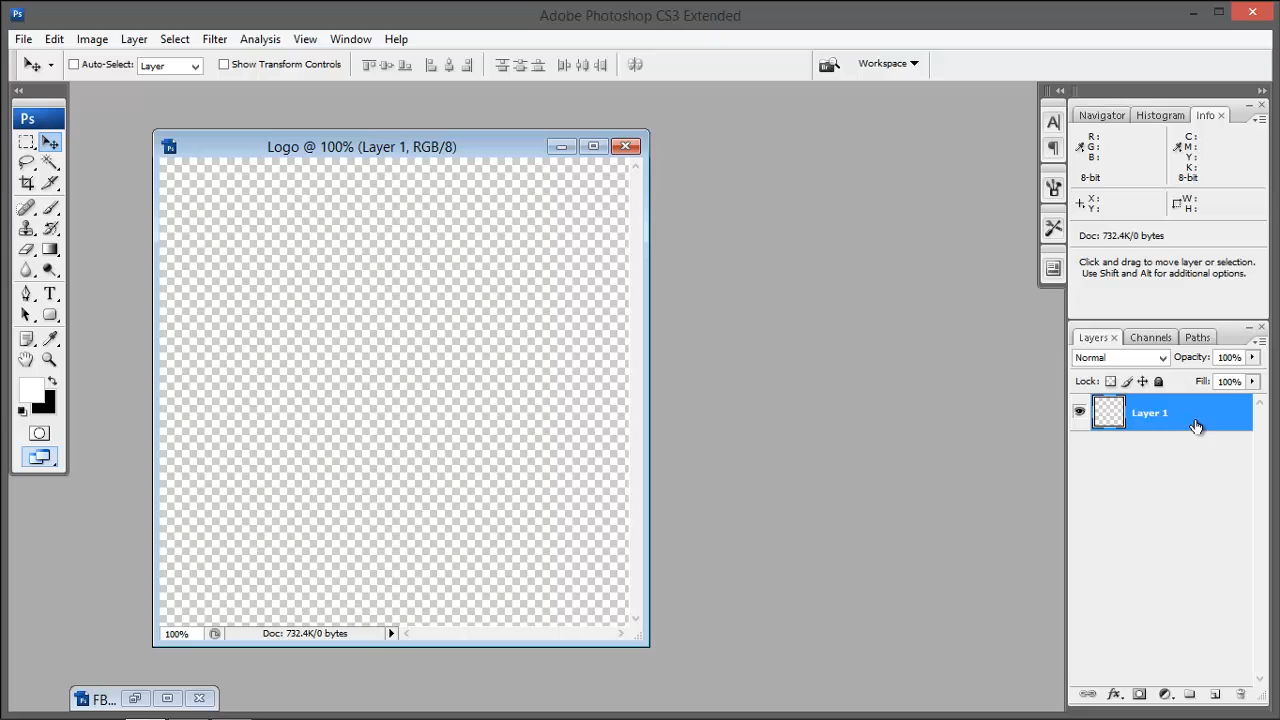 Ps
Adobe Photoshop CS3 Extended
File Edit Image Layer Select Filter Analysis View Window Help
Auto-Select: Layer Show Transform Controls Workspace
Ps
Logo @ 100% (Layer 1, RGB/8)
100% Doc: 732.4K/0 bytes
FB...
Navigator Histogram Info
R: C:
G: M:
B: Y:
K:
8-bit 8-bit
X: W:
Y: H:
Doc: 732.4K/0 bytes
Click and drag to move layer or selection.
Use Shift and Alt for additional options.
Layers Channels Paths
Normal Opacity: 100%
Lock: Fill: 100%
Layer 1
fx